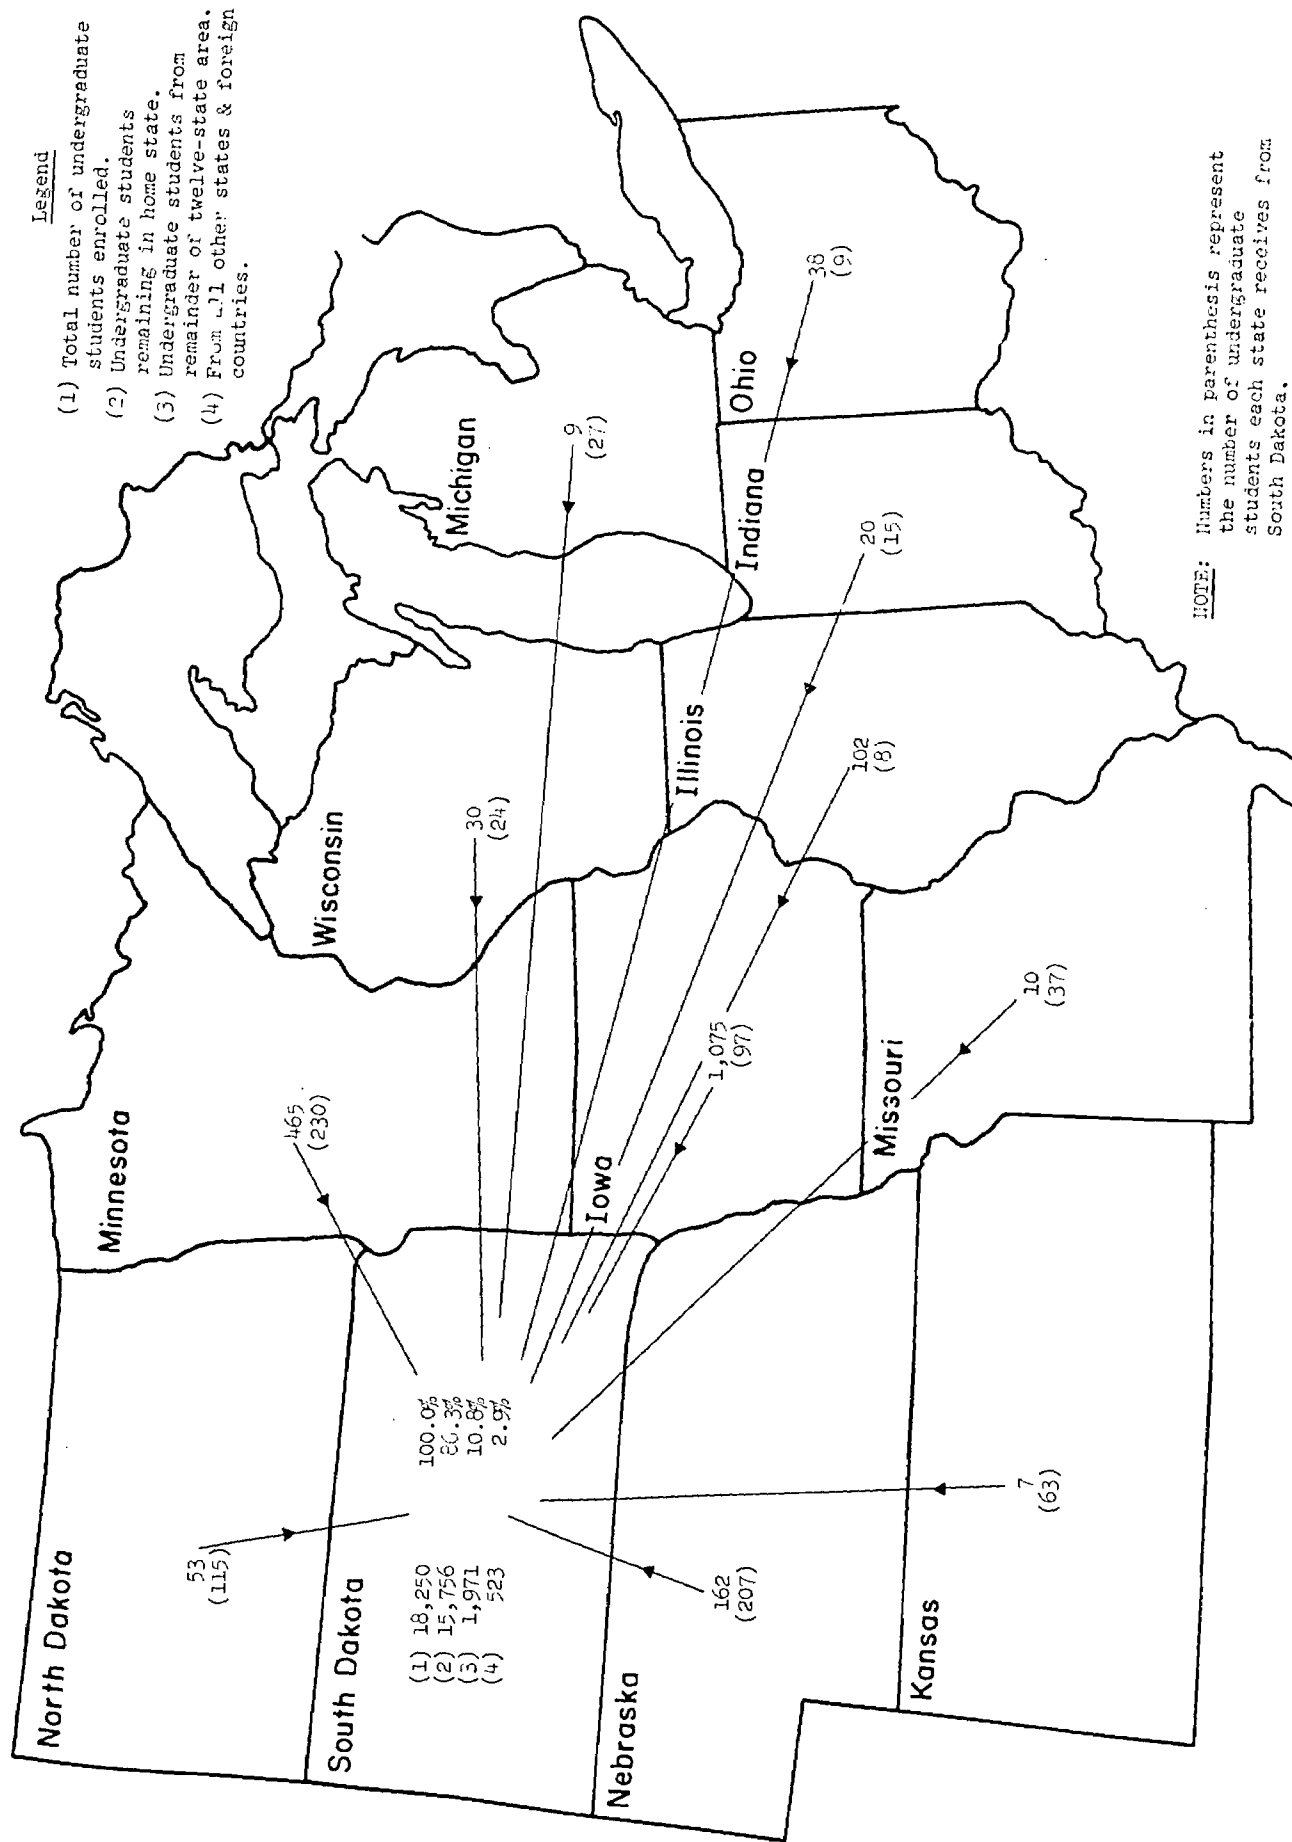 Legend
(1) Total number of undergraduate
students enrolled.
(2) Undergraduate students
remaining in home state.
(3) Undergraduate students from
remainder of twelve-state area.
(4) From all other states & foreign
countries.
North Dakota
53
(115)
Minnesota
465
(230)
Wisconsin
30
(24)
Michigan
9
(27)
South Dakota
(1) 18,250 100.0%
(2) 15,756 86.3%
(3) 1,971 10.8%
(4) 523 2.9%
Iowa
1,075
(97)
Illinois
102
(8)
Indiana
20
(15)
Ohio
38
(9)
Nebraska
162
(207)
Missouri
10
(37)
Kansas
7
(63)
NOTE: Numbers in parenthesis represent
the number of undergraduate
students each state receives from
South Dakota.